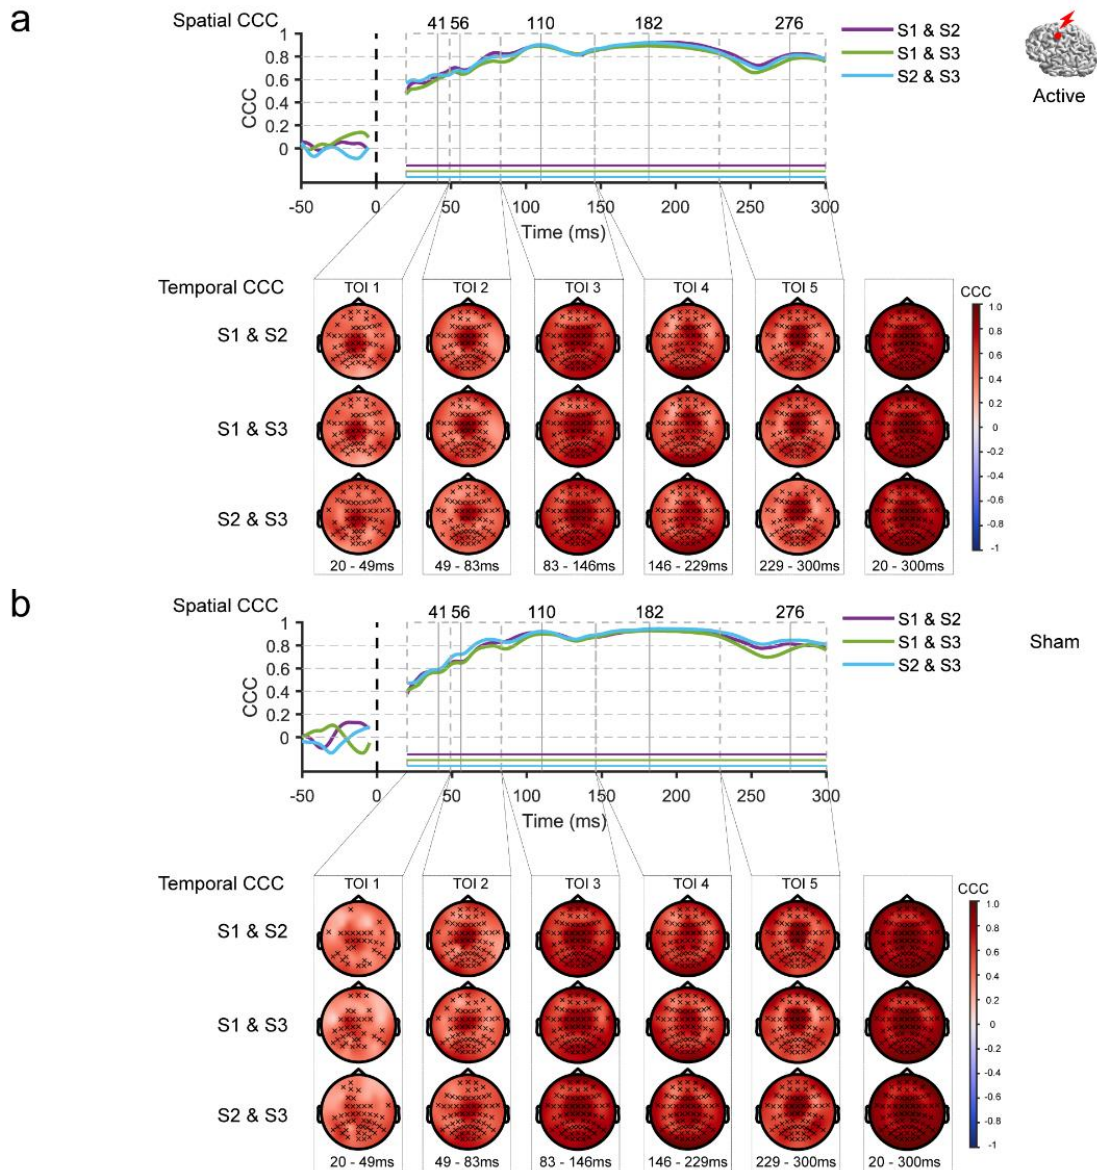 a
Spatial CCC
41 56 110 182 276
S1 & S2
S1 & S3
S2 & S3
Active
CCC
1
0.8
0.6
0.4
0.2
0
-50 0 50 100 150 200 250 300
Time (ms)
Temporal CCC
TOI 1 TOI 2 TOI 3 TOI 4 TOI 5
CCC
S1 & S2
S1 & S3
S2 & S3
1.0
0.8
0.6
0.4
0.2
0
-0.2
-0.4
-0.6
-0.8
-1
20 - 49ms 49 - 83ms 83 - 146ms 146 - 229ms 229 - 300ms 20 - 300ms
b
Spatial CCC
41 56 110 182 276
S1 & S2
S1 & S3
S2 & S3
Sham
CCC
1
0.8
0.6
0.4
0.2
0
-50 0 50 100 150 200 250 300
Time (ms)
Temporal CCC
TOI 1 TOI 2 TOI 3 TOI 4 TOI 5
CCC
S1 & S2
S1 & S3
S2 & S3
1.0
0.8
0.6
0.4
0.2
0
-0.2
-0.4
-0.6
-0.8
-1
20 - 49ms 49 - 83ms 83 - 146ms 146 - 229ms 229 - 300ms 20 - 300ms